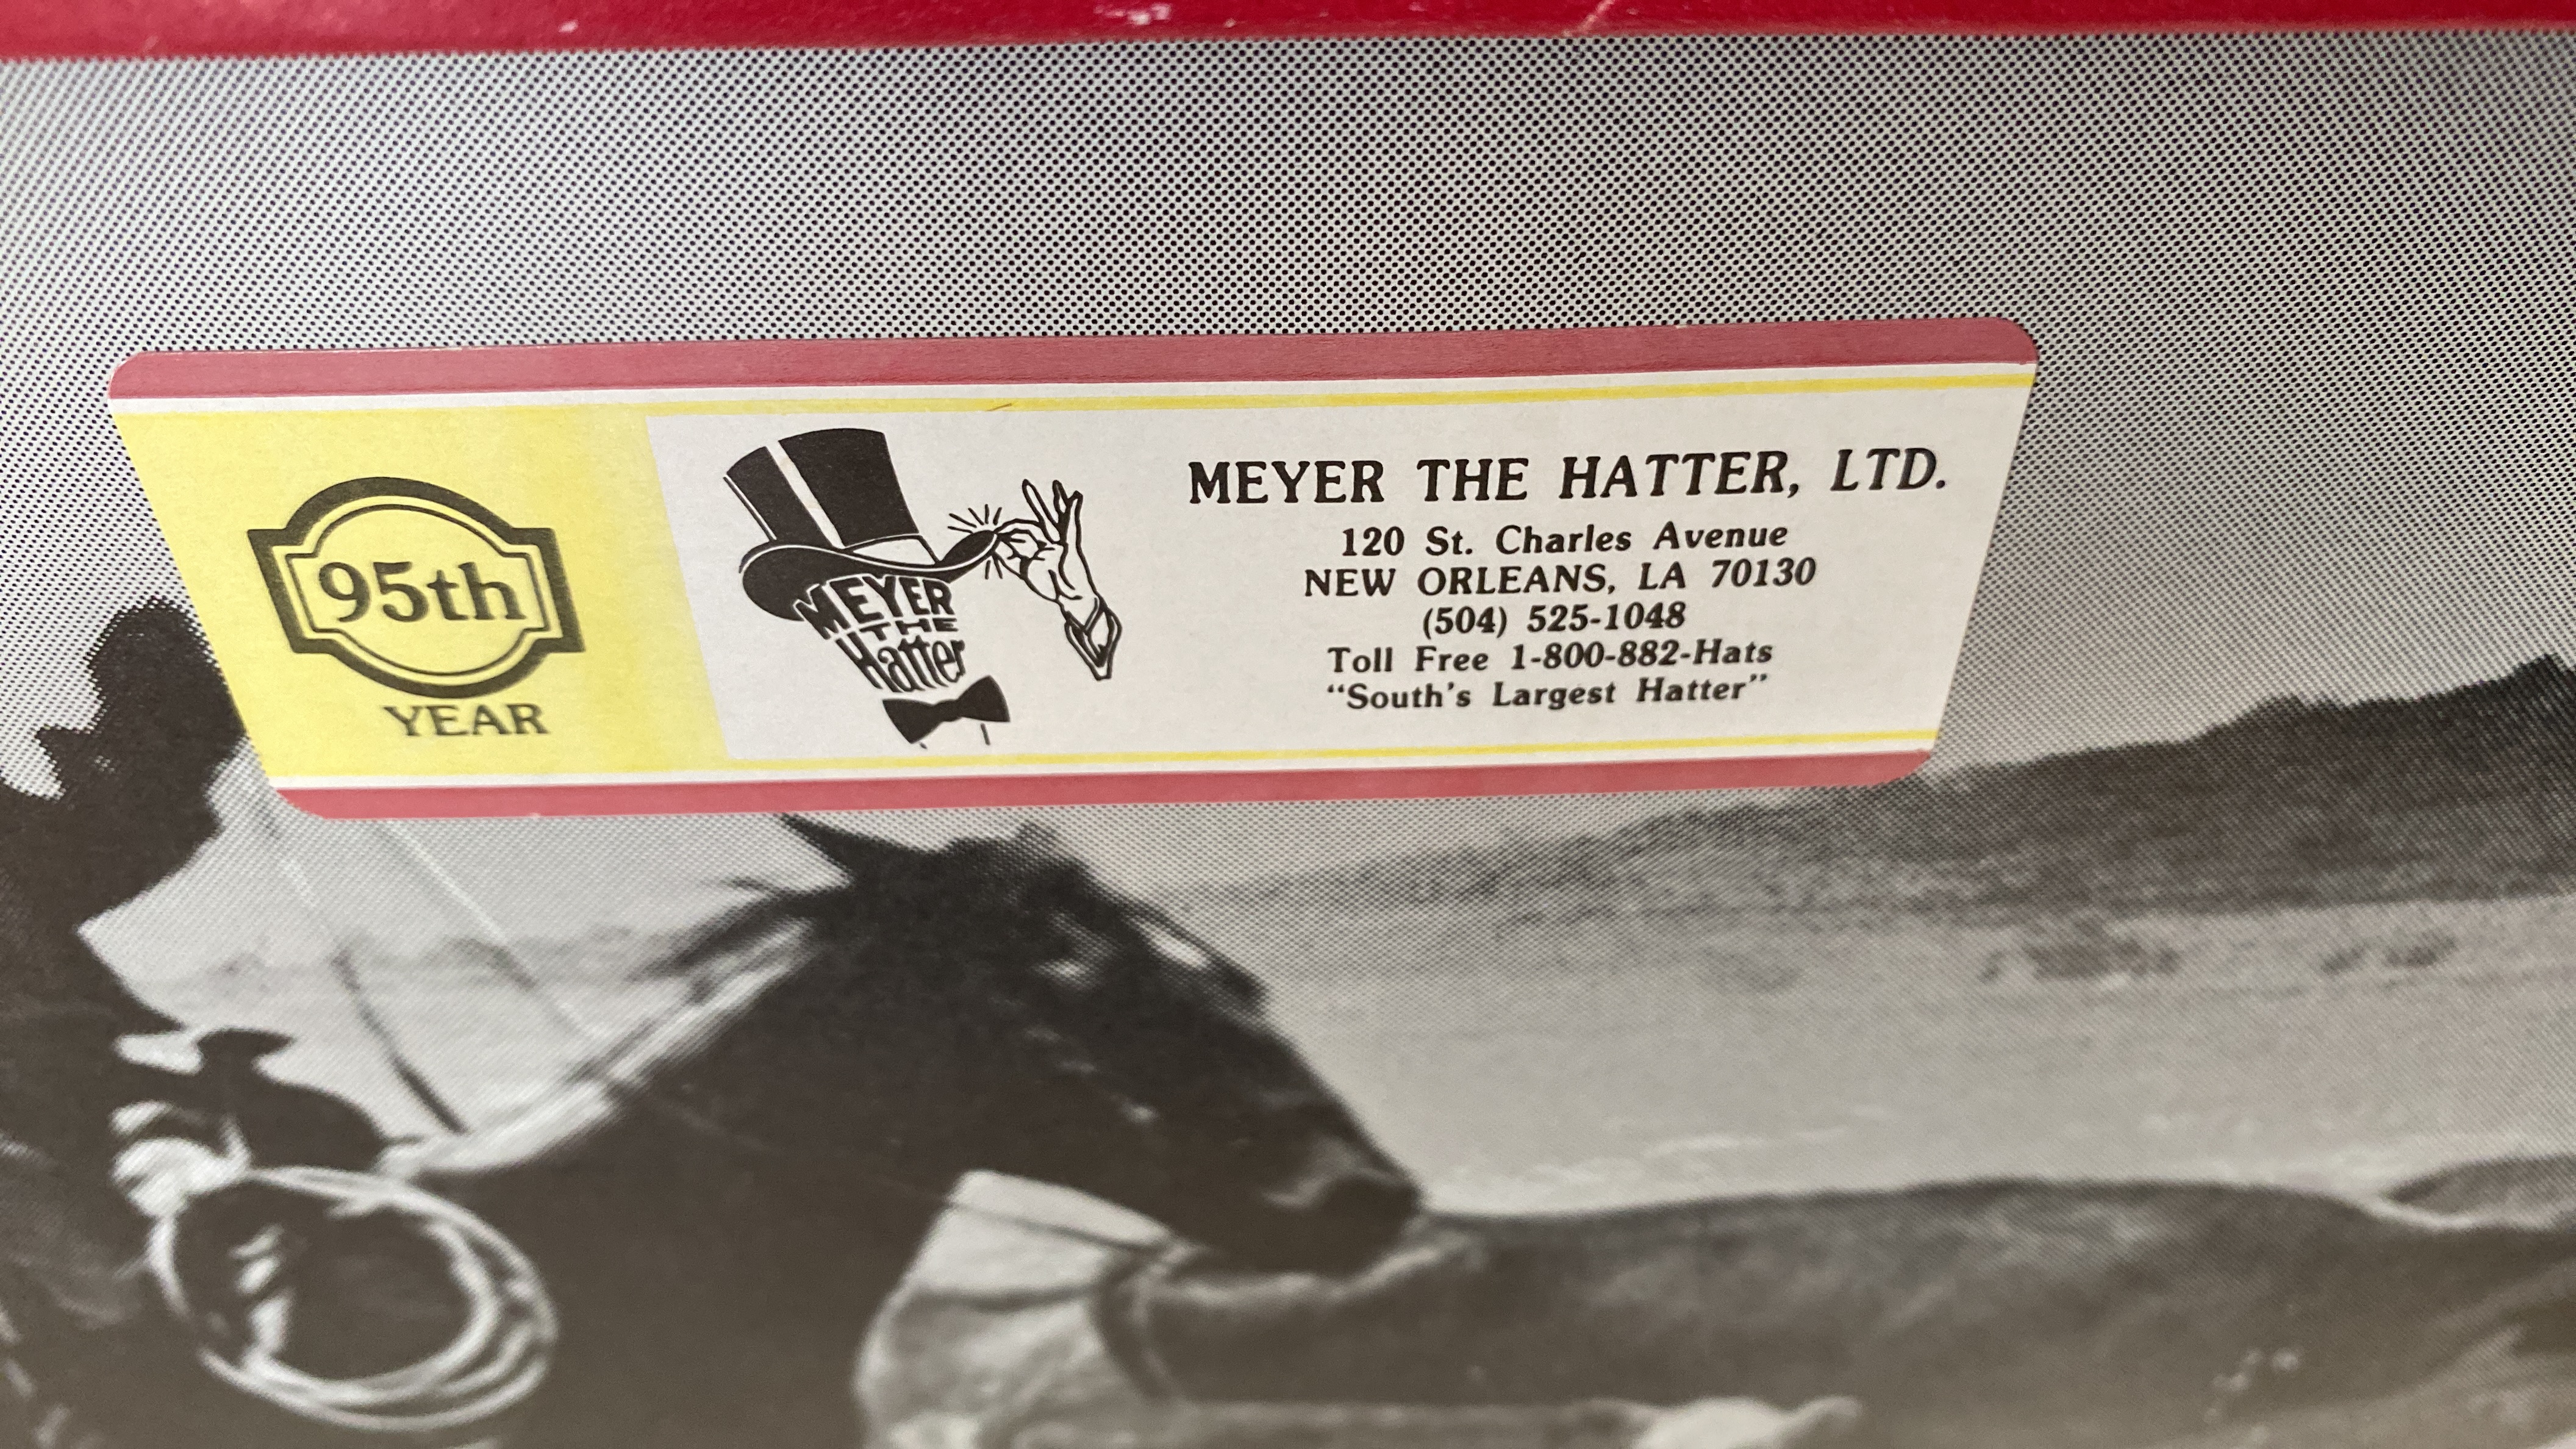 95th
YEAR
MEYER
THE
Hatter
MEYER THE HATTER, LTD.
120 St. Charles Avenue
NEW ORLEANS, LA 70130
(504) 525-1048
Toll Free 1-800-882-Hats
“South's Largest Hatter”